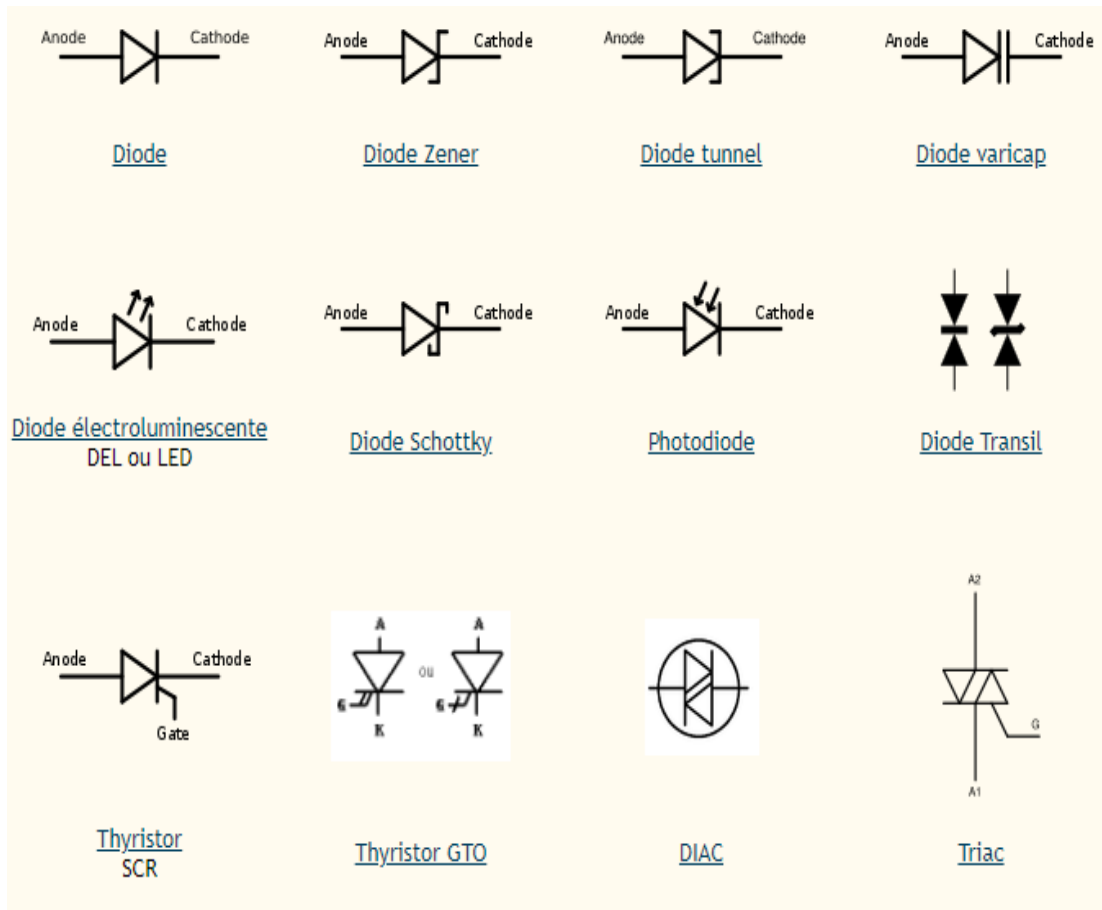 Anode Cathode Anode Cathode Anode Cathode Anode Cathode
Diode Diode Zener Diode tunnel Diode varicap
Anode Cathode Anode Cathode Anode Cathode
Diode électroluminescente Diode Schottky Photodiode Diode Transil
DEL ou LED
A2
A A
Anode Cathode ou
G G
Gate K K G
A1
Thyristor Thyristor GTO DIAC Triac
SCR